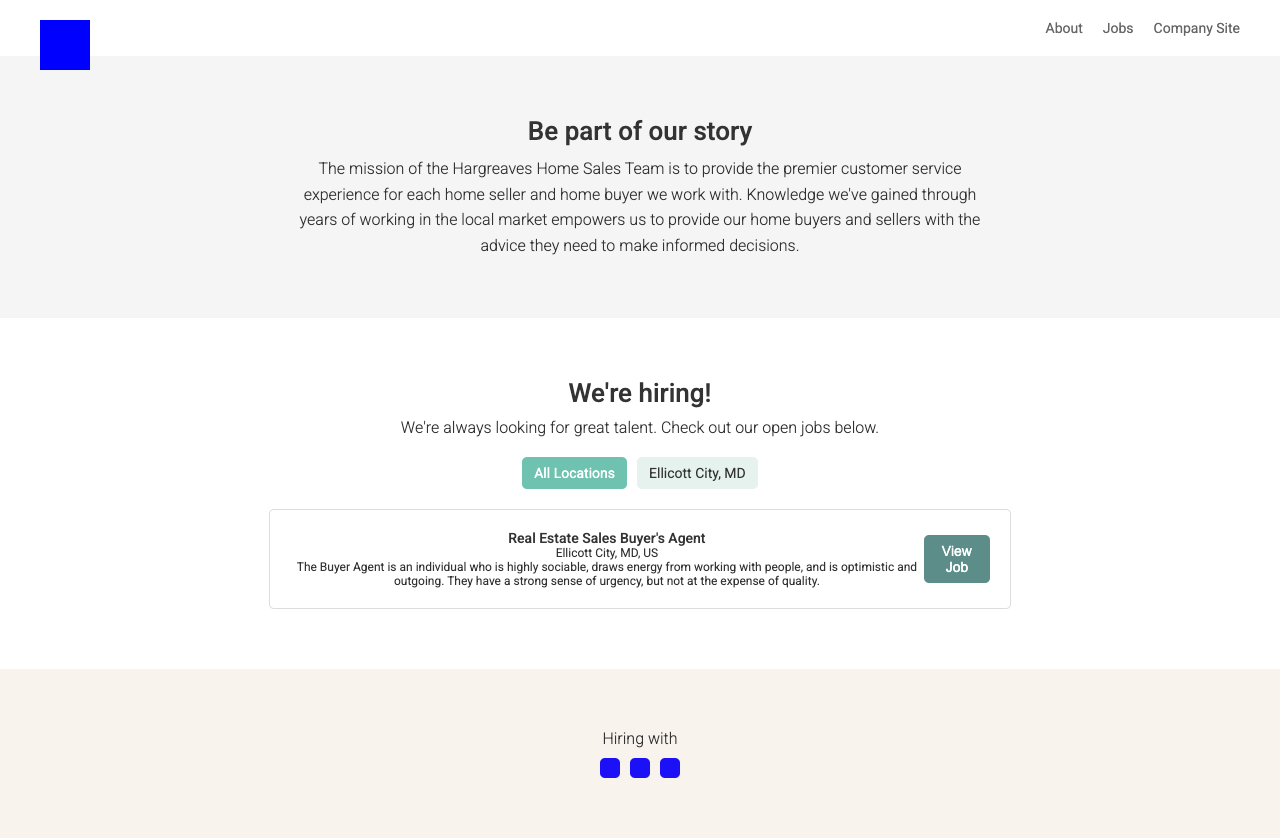 About Jobs Company Site
Be part of our story
The mission of the Hargreaves Home Sales Team is to provide the premier customer service
experience for each home seller and home buyer we work with. Knowledge we've gained through
years of working in the local market empowers us to provide our home buyers and sellers with the
advice they need to make informed decisions.
We're hiring!
We're always looking for great talent. Check out our open jobs below.
All Locations Ellicott City, MD
Real Estate Sales Buyer's Agent
Ellicott City, MD, US
The Buyer Agent is an individual who is highly sociable, draws energy from working with people, and is optimistic and
outgoing. They have a strong sense of urgency, but not at the expense of quality.
View
Job
Hiring with